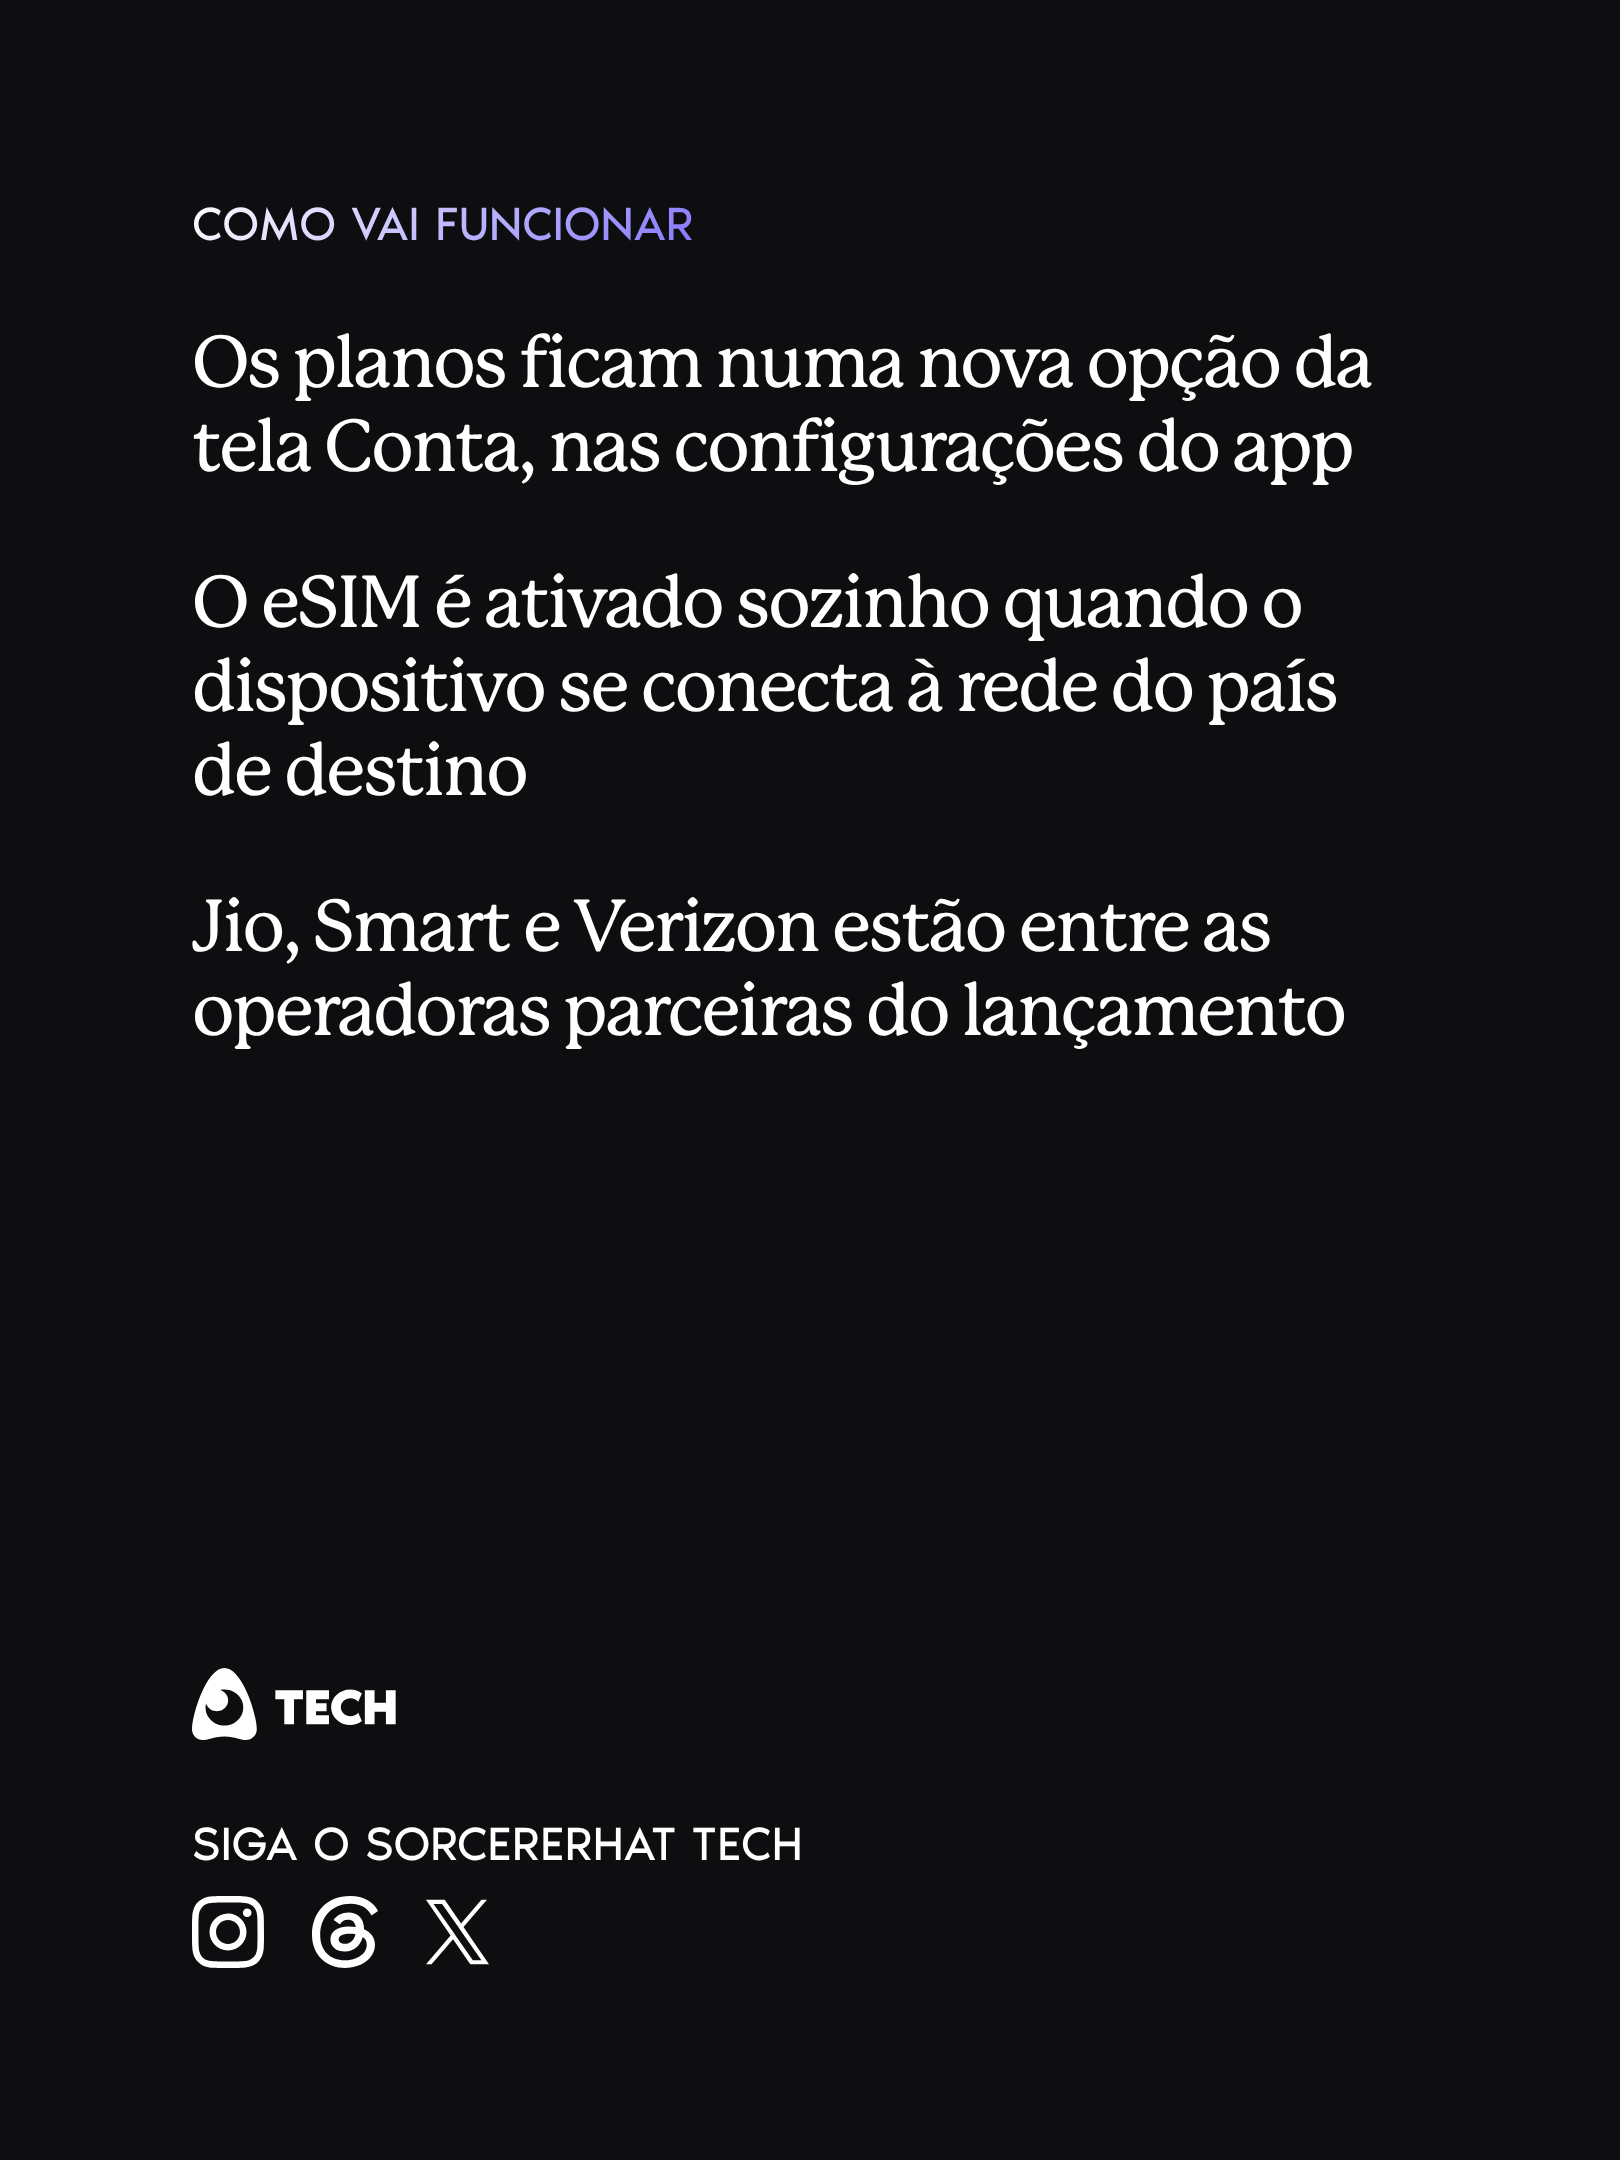 COMO VAI FUNCIONAR
Os planos ficam numa nova opção da
tela Conta, nas configurações do app
O eSIM é ativado sozinho quando o
dispositivo se conecta à rede do país
de destino
Jio, Smart e Verizon estão entre as
operadoras parceiras do lançamento
TECH
SIGA O SORCERERHAT TECH